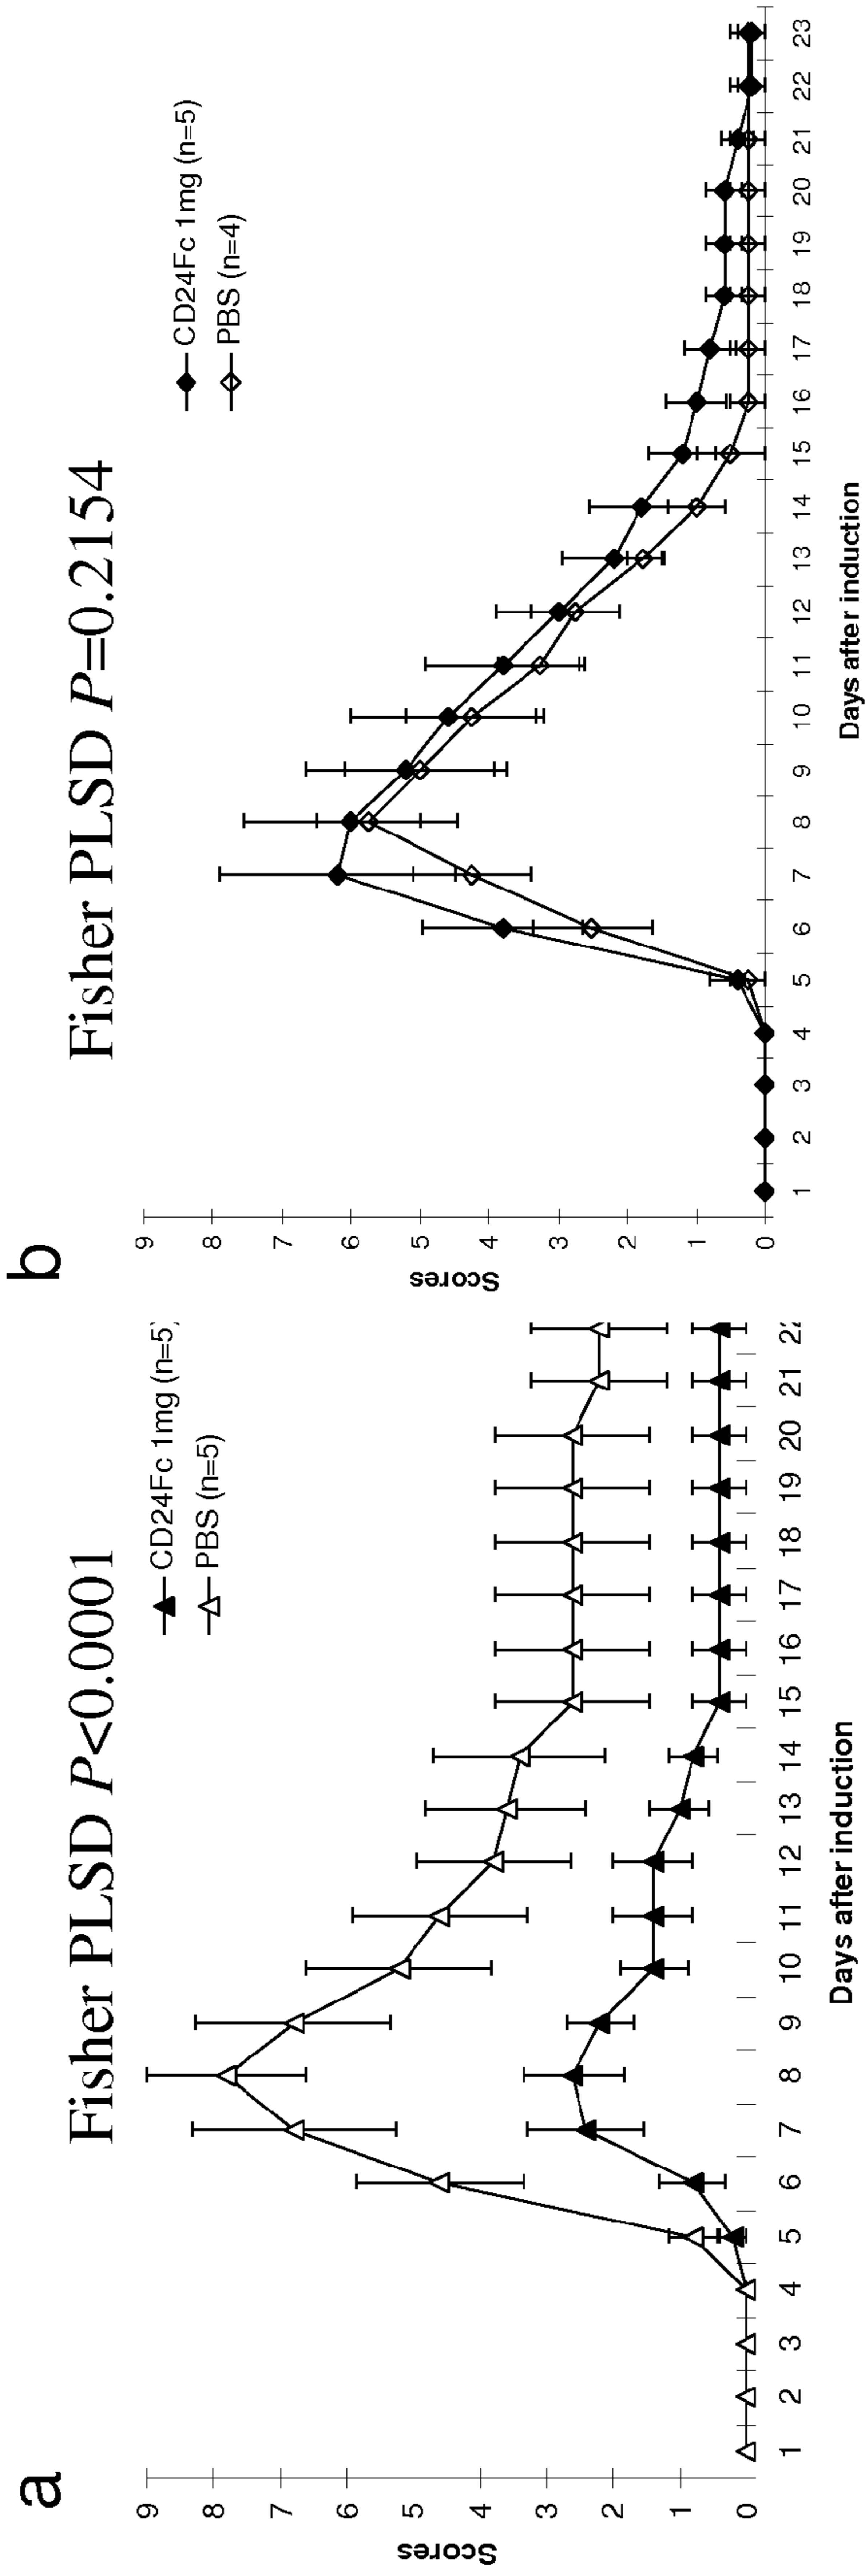 a
Fisher PLSD P<0.0001
CD24Fc 1mg (n=5)
PBS (n=5)
Scores
9
8
7
6
5
4
3
2
1
0
1 2 3 4 5 6 7 8 9 10 11 12 13 14 15 16 17 18 19 20 21 22
Days after induction
b
Fisher PLSD P=0.2154
CD24Fc 1mg (n=5)
PBS (n=4)
Scores
9
8
7
6
5
4
3
2
1
0
1 2 3 4 5 6 7 8 9 10 11 12 13 14 15 16 17 18 19 20 21 22 23
Days after induction